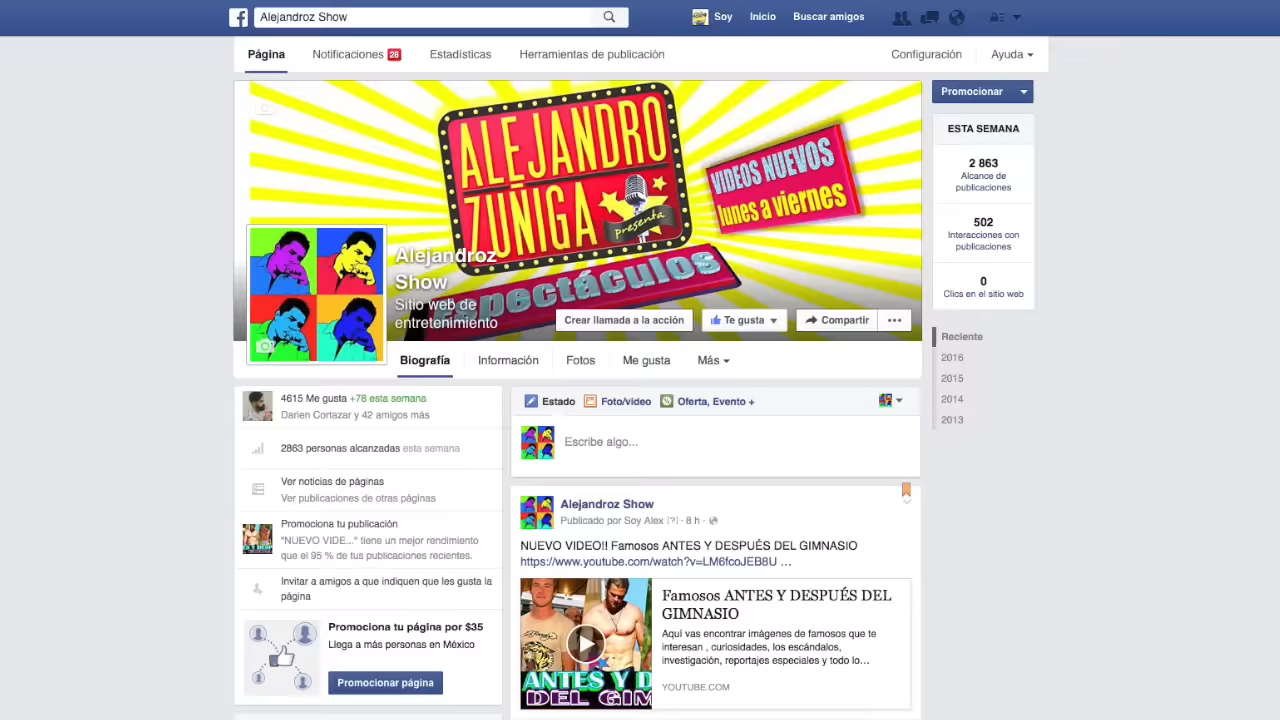 Alejandroz Show
Soy
Inicio
Buscar amigos
Página
Notificaciones 28
Estadísticas
Herramientas de publicación
Configuración
Ayuda
ALEJANDRO
ZUÑIGA
presenta
espectáculos
VIDEOS NUEVOS
lunes a viernes
Alejandroz
Show
Sitio web de
entretenimiento
Crear llamada a la acción
Te gusta
Compartir
Biografía
Información
Fotos
Me gusta
Más
Promocionar
ESTA SEMANA
2 863
Alcance de
publicaciones
502
Interacciones con
publicaciones
0
Clics en el sitio web
Reciente
2016
2015
2014
2013
4615 Me gusta +78 esta semana
Darien Cortazar y 42 amigos más
2863 personas alcanzadas esta semana
Ver noticias de páginas
Ver publicaciones de otras páginas
Promociona tu publicación
"NUEVO VIDE..." tiene un mejor rendimiento
que el 95 % de tus publicaciones recientes.
Invitar a amigos a que indiquen que les gusta la
página
Promociona tu página por $35
Llega a más personas en México
Promocionar página
Estado
Foto/video
Oferta, Evento +
Escribe algo...
Alejandroz Show
Publicado por Soy Alex [?] · 8 h ·
NUEVO VIDEO!! Famosos ANTES Y DESPUÉS DEL GIMNASIO
https://www.youtube.com/watch?v=LM6fcoJEB8U ...
ANTES Y D
DEL GIM
Famosos ANTES Y DESPUÉS DEL
GIMNASIO
Aquí vas encontrar imágenes de famosos que te
interesan , curiosidades, los escándalos,
investigación, reportajes especiales y todo lo...
YOUTUBE.COM